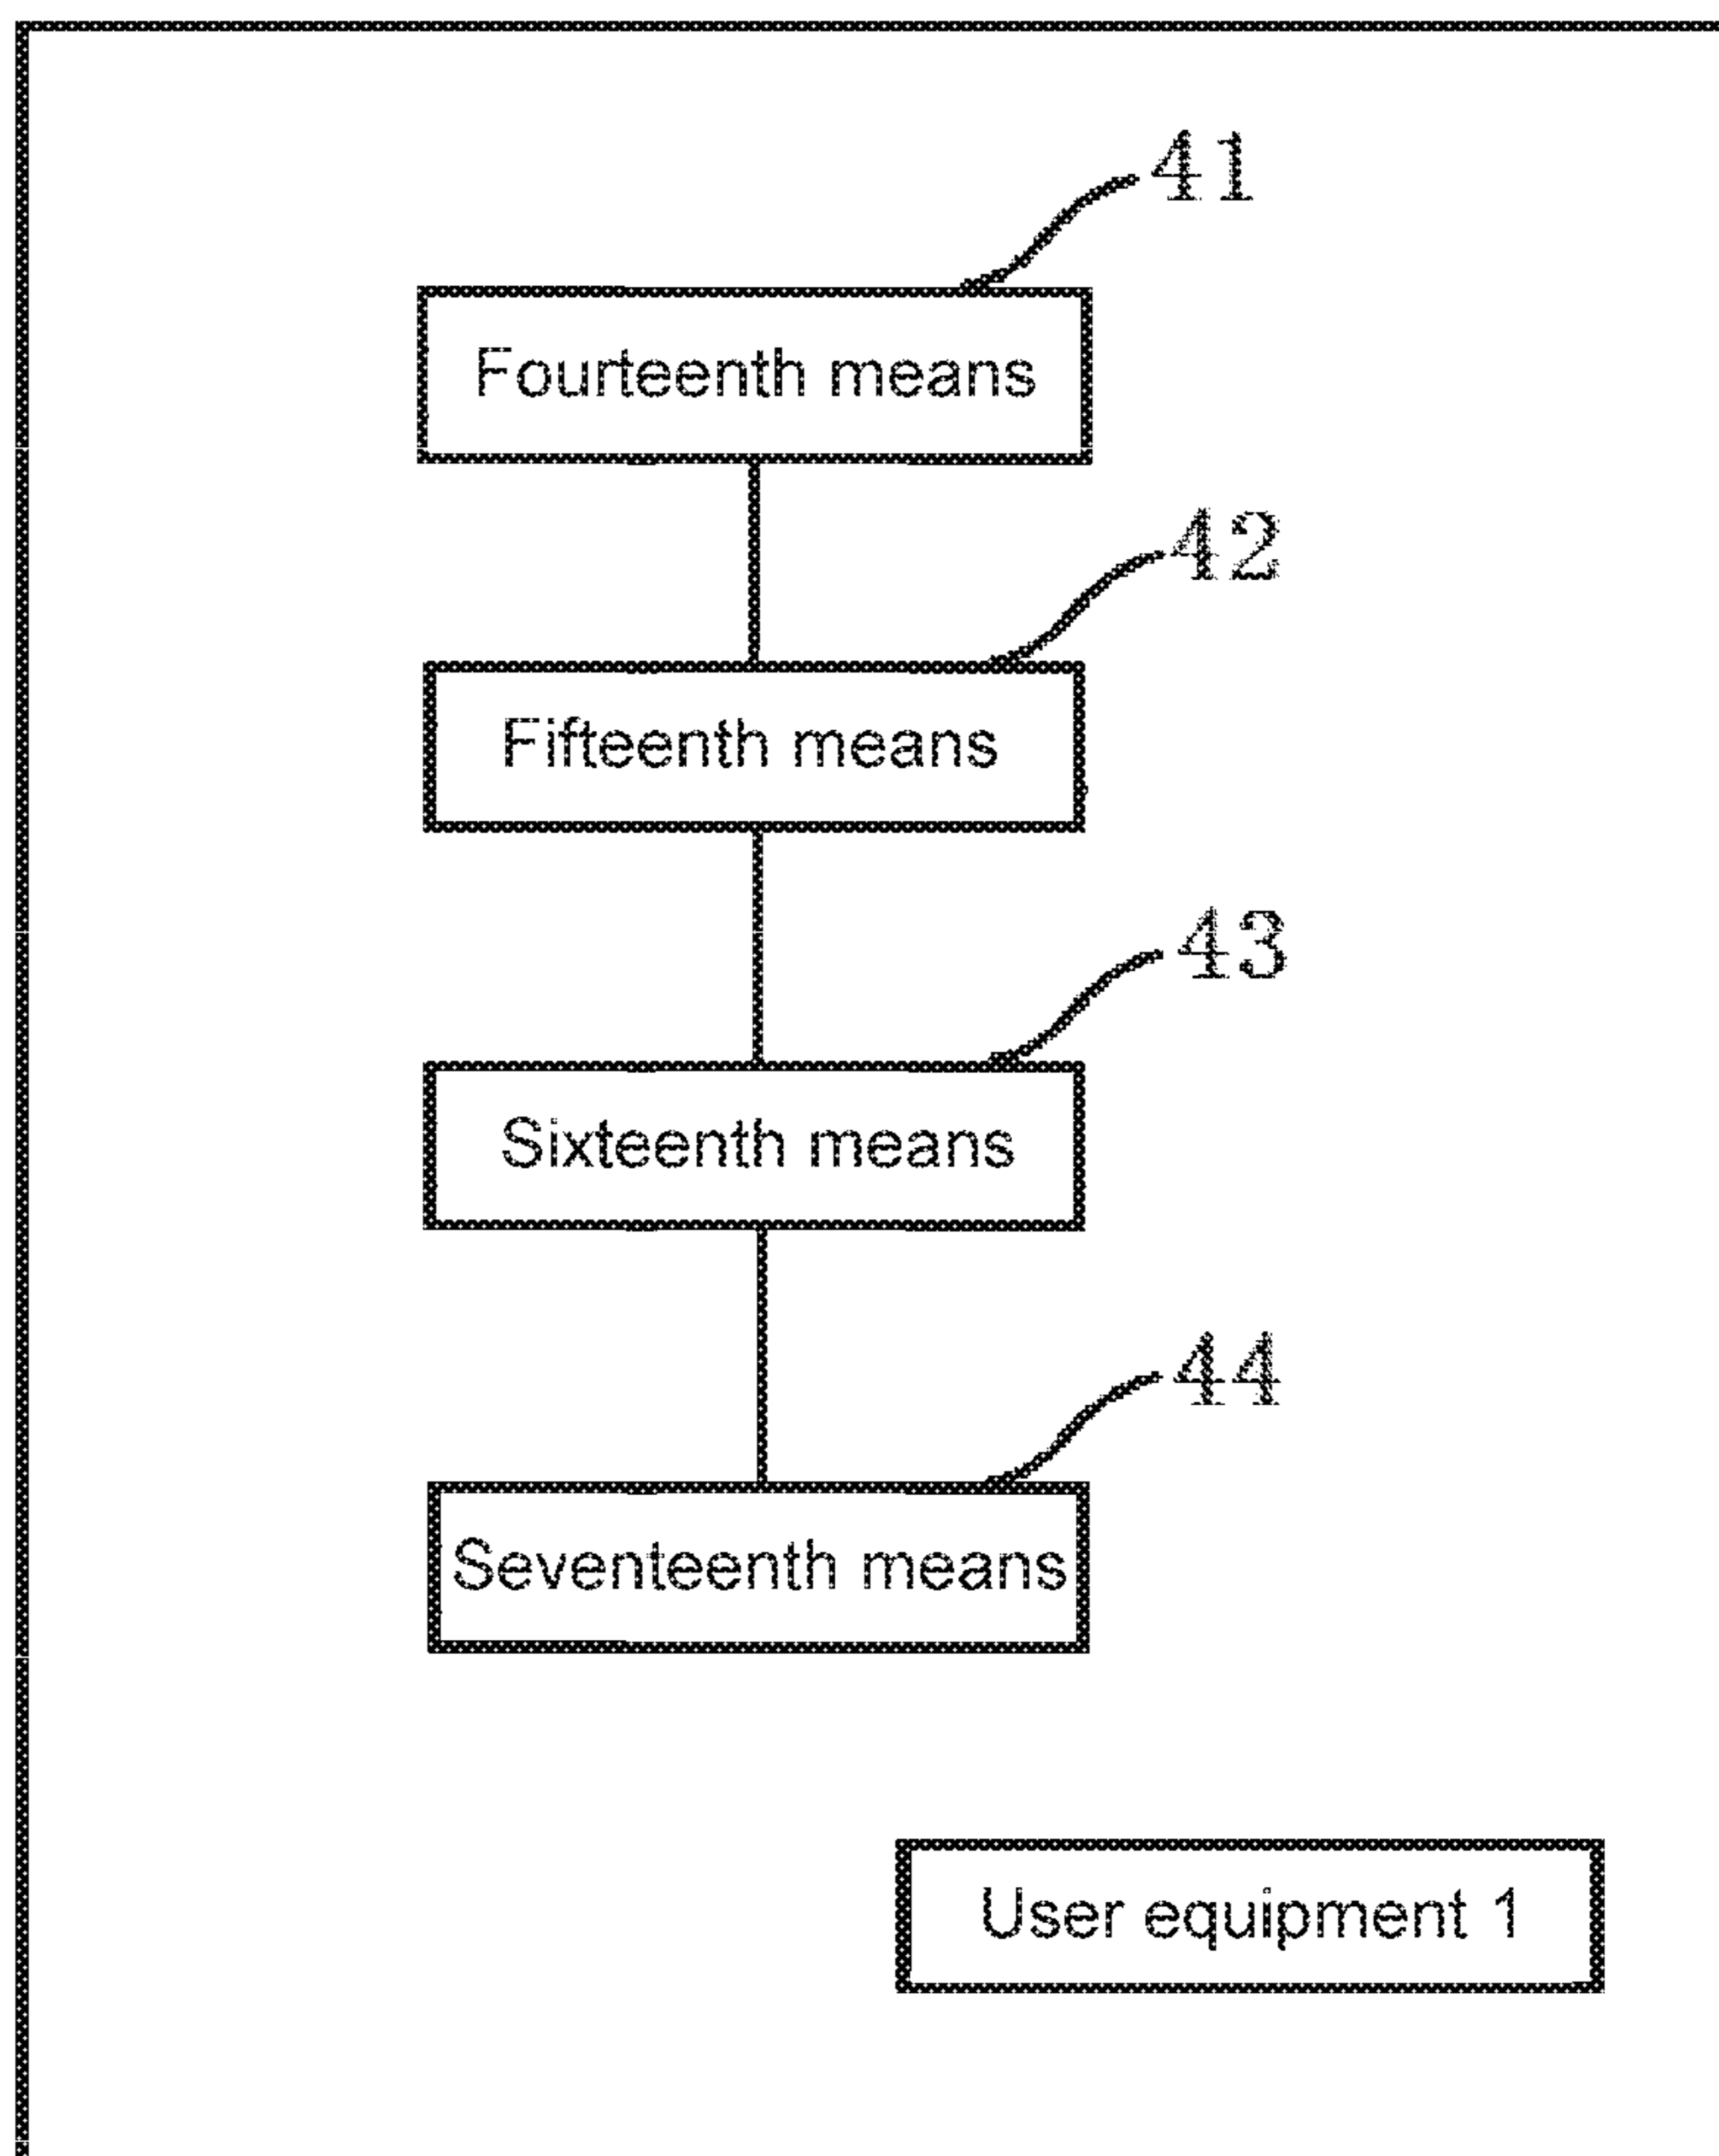 41
Fourteenth means
42
Fifteenth means
43
Sixteenth means
44
Seventeenth means
User equipment 1